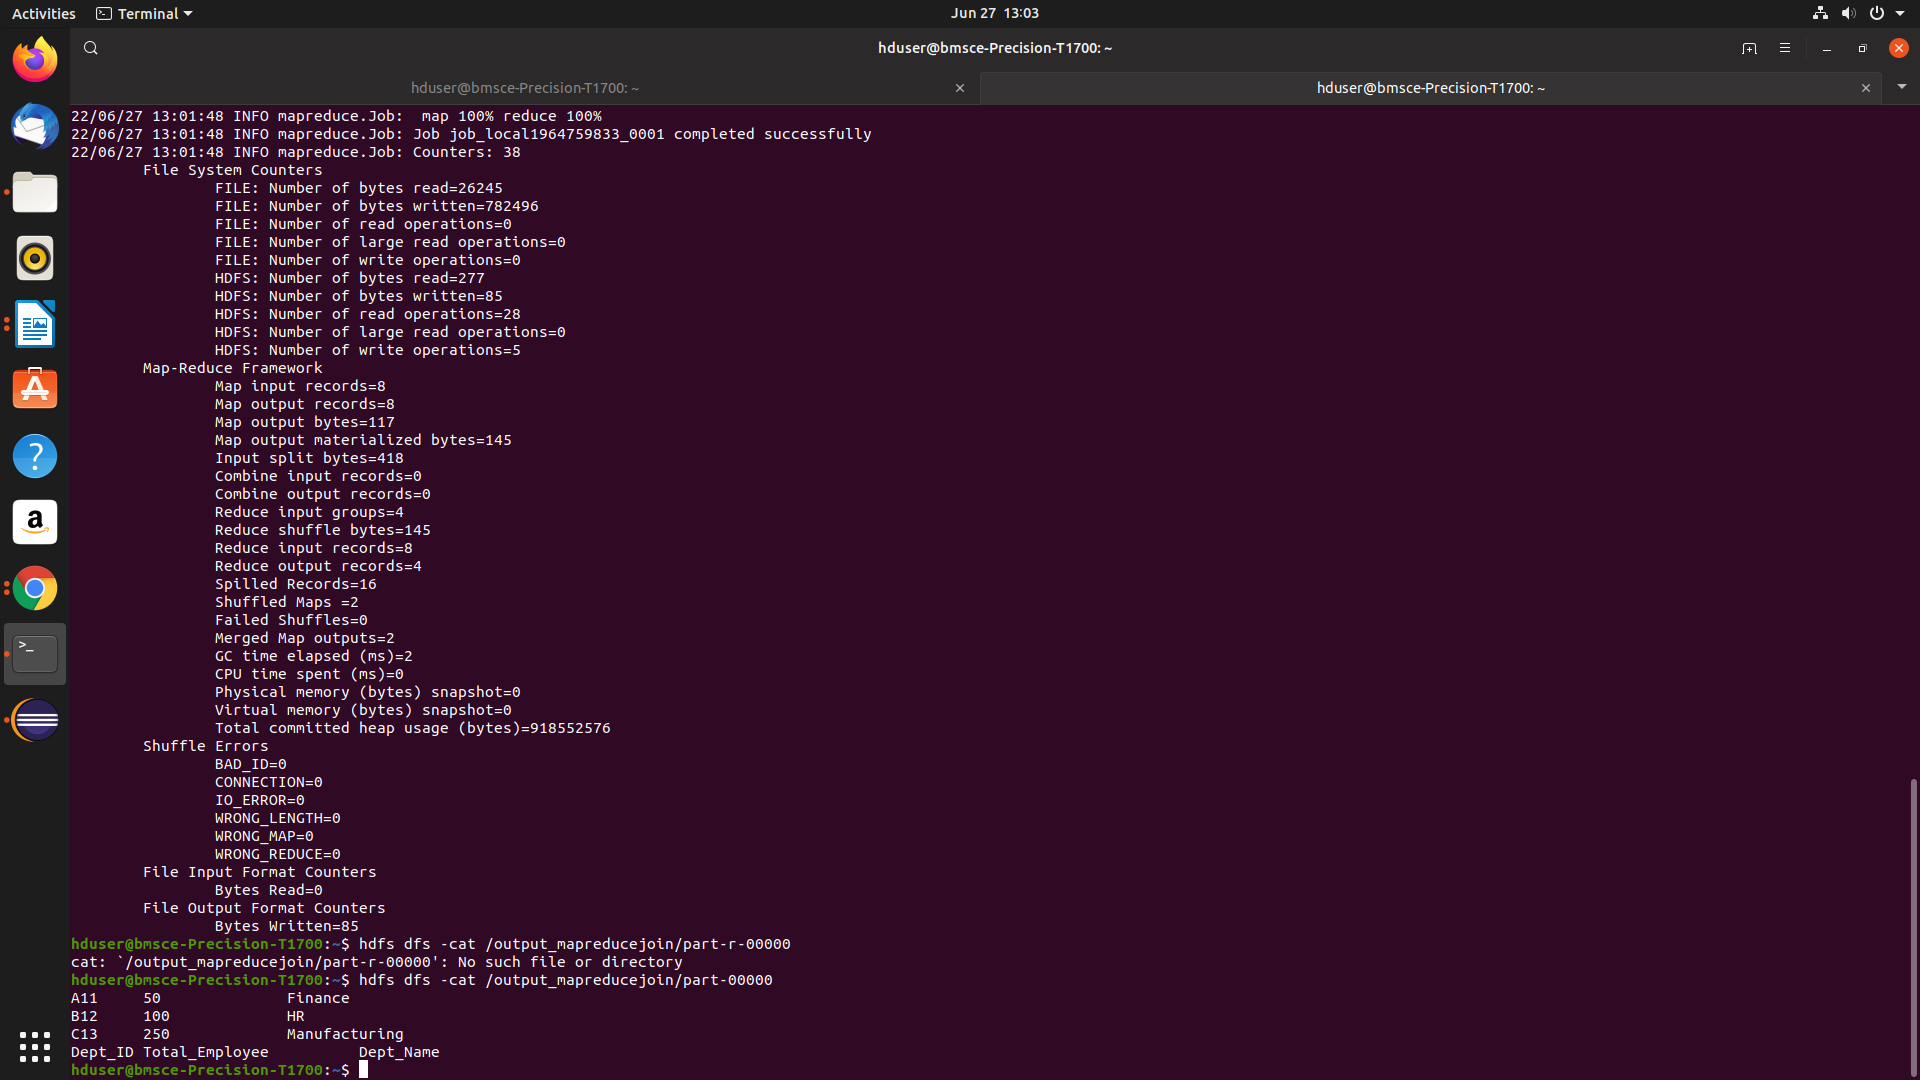 Activities Terminal Jun 27 13:03
hduser@bmsce-Precision-T1700: ~
hduser@bmsce-Precision-T1700: ~ hduser@bmsce-Precision-T1700: ~
22/06/27 13:01:48 INFO mapreduce.Job:  map 100% reduce 100%
22/06/27 13:01:48 INFO mapreduce.Job: Job job_local1964759833_0001 completed successfully
22/06/27 13:01:48 INFO mapreduce.Job: Counters: 38
File System Counters
FILE: Number of bytes read=26245
FILE: Number of bytes written=782496
FILE: Number of read operations=0
FILE: Number of large read operations=0
FILE: Number of write operations=0
HDFS: Number of bytes read=277
HDFS: Number of bytes written=85
HDFS: Number of read operations=28
HDFS: Number of large read operations=0
HDFS: Number of write operations=5
Map-Reduce Framework
Map input records=8
Map output records=8
Map output bytes=117
Map output materialized bytes=145
Input split bytes=418
Combine input records=0
Combine output records=0
Reduce input groups=4
Reduce shuffle bytes=145
Reduce input records=8
Reduce output records=4
Spilled Records=16
Shuffled Maps =2
Failed Shuffles=0
Merged Map outputs=2
GC time elapsed (ms)=2
CPU time spent (ms)=0
Physical memory (bytes) snapshot=0
Virtual memory (bytes) snapshot=0
Total committed heap usage (bytes)=918552576
Shuffle Errors
BAD_ID=0
CONNECTION=0
IO_ERROR=0
WRONG_LENGTH=0
WRONG_MAP=0
WRONG_REDUCE=0
File Input Format Counters
Bytes Read=0
File Output Format Counters
Bytes Written=85
hduser@bmsce-Precision-T1700:~$ hdfs dfs -cat /output_mapreducejoin/part-r-00000
cat: `/output_mapreducejoin/part-r-00000': No such file or directory
hduser@bmsce-Precision-T1700:~$ hdfs dfs -cat /output_mapreducejoin/part-00000
A11 50 Finance
B12 100 HR
C13 250 Manufacturing
Dept_ID Total_Employee Dept_Name
hduser@bmsce-Precision-T1700:~$